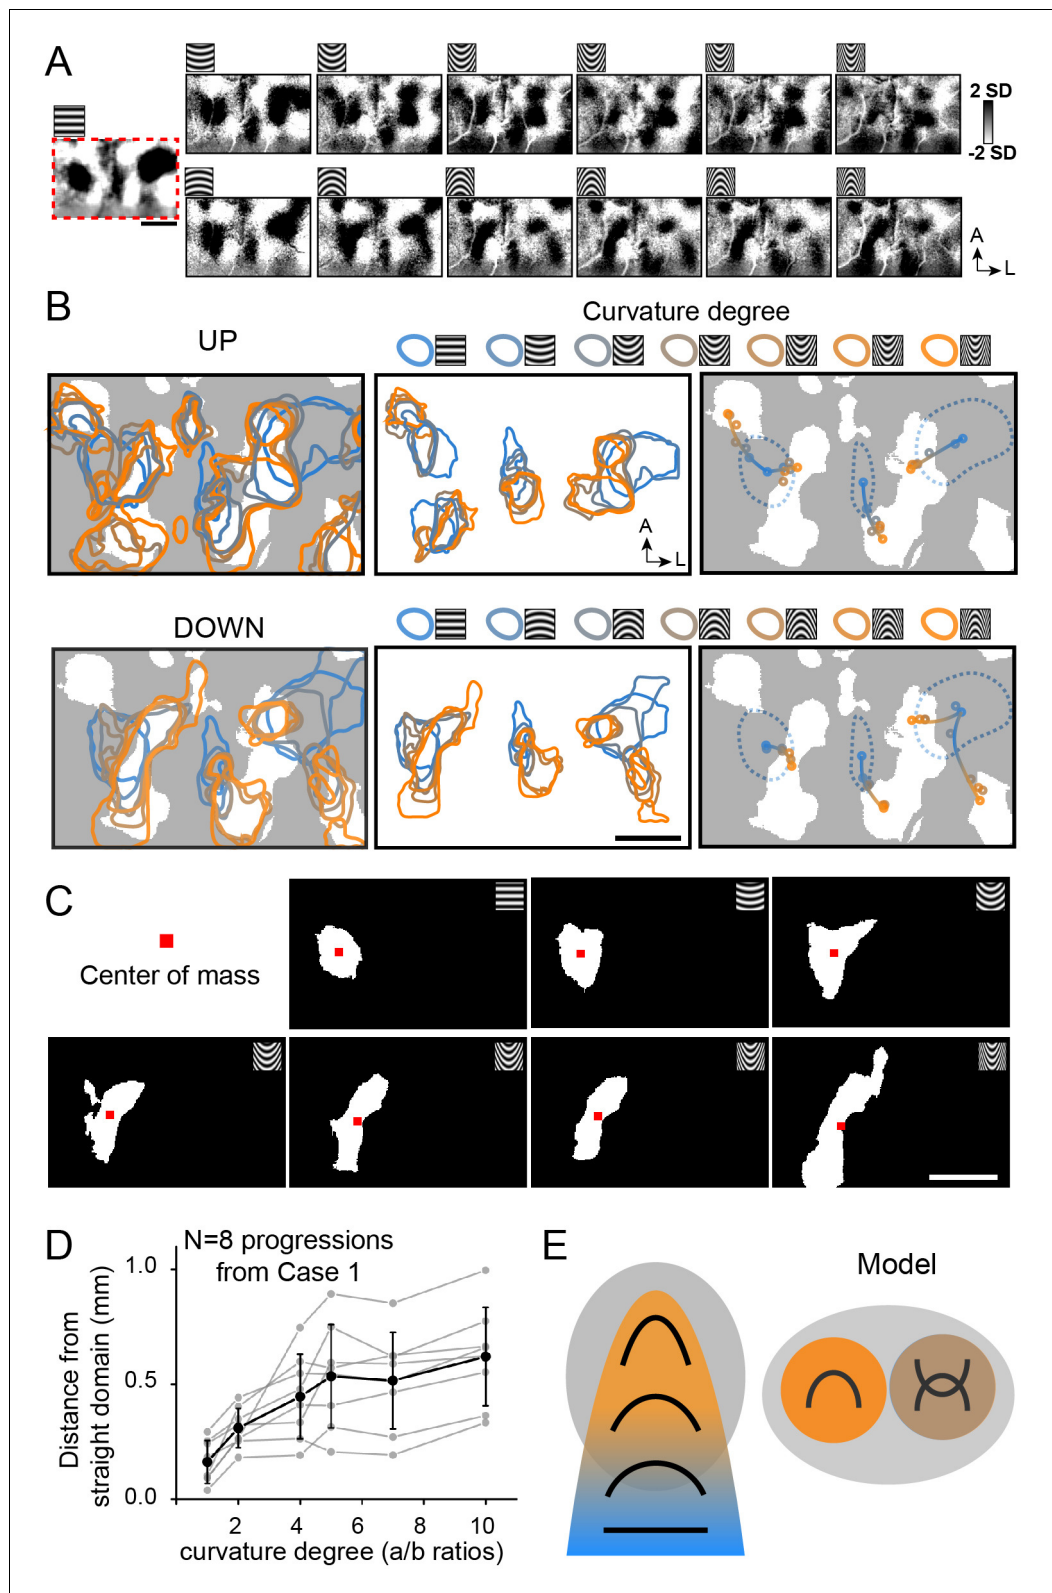 A
2 SD
-2 SD
A
L
B
UP
Curvature degree
A
L
DOWN
C
Center of mass
D
N=8 progressions
from Case 1
Distance from
straight domain (mm)
1.0
0.5
0.0
2
4
6
8
10
curvature degree (a/b ratios)
E
Model